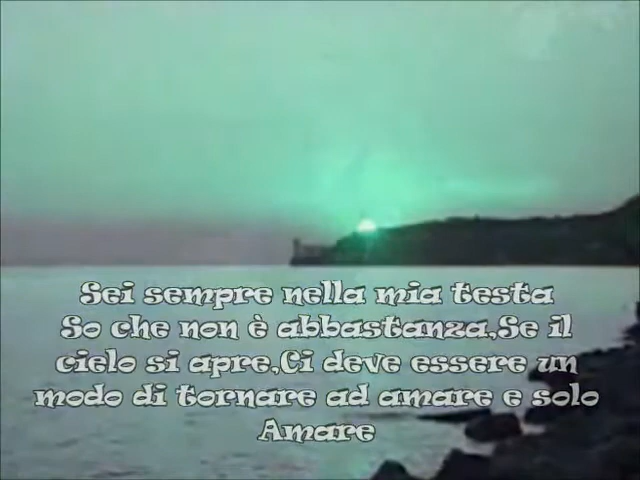 Sei sempre nella mia testa
So che non è abbastanza,Se il
cielo si apre,Ci deve essere un
modo di tornare ad amare e solo
Amare